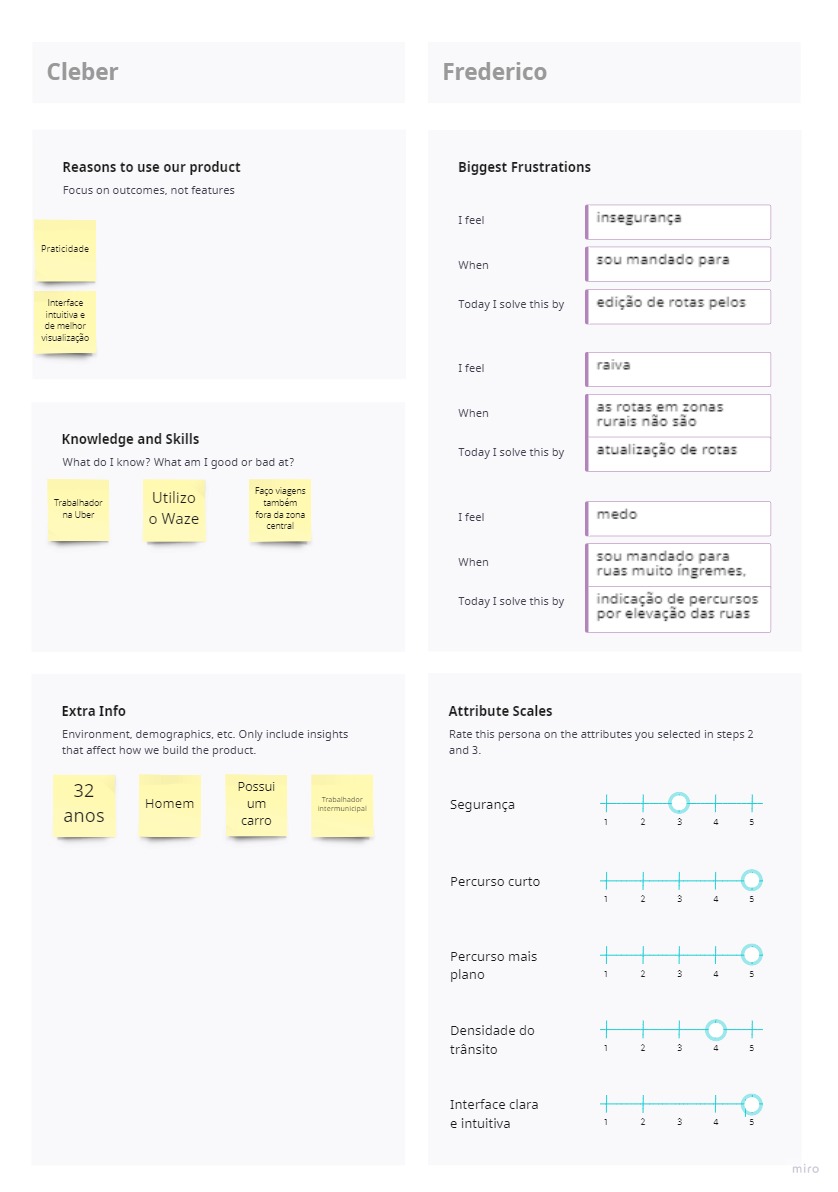 Cleber
Frederico
Reasons to use our product
Focus on outcomes, not features
Praticidade
Interface
intuitiva e
de melhor
visualização
Knowledge and Skills
What do I know? What am I good or bad at?
Trabalhador
na Uber
Utilizo
o Waze
Faço viagens
também
fora da zona
central
Extra Info
Environment, demographics, etc. Only include insights
that affect how we build the product.
32
anos
Homem
Possui
um
carro
Trabalhador
intermunicipal
Biggest Frustrations
I feel
insegurança
When
sou mandado para
Today I solve this by
edição de rotas pelos
I feel
raiva
When
as rotas em zonas
rurais não são
Today I solve this by
atualização de rotas
I feel
medo
When
sou mandado para
ruas muito íngremes,
Today I solve this by
indicação de percursos
por elevação das ruas
Attribute Scales
Rate this persona on the attributes you selected in steps 2
and 3.
Segurança
1 2 3 4 5
Percurso curto
1 2 3 4 5
Percurso mais
plano
1 2 3 4 5
Densidade do
trânsito
1 2 3 4 5
Interface clara
e intuitiva
1 2 3 4 5
miro